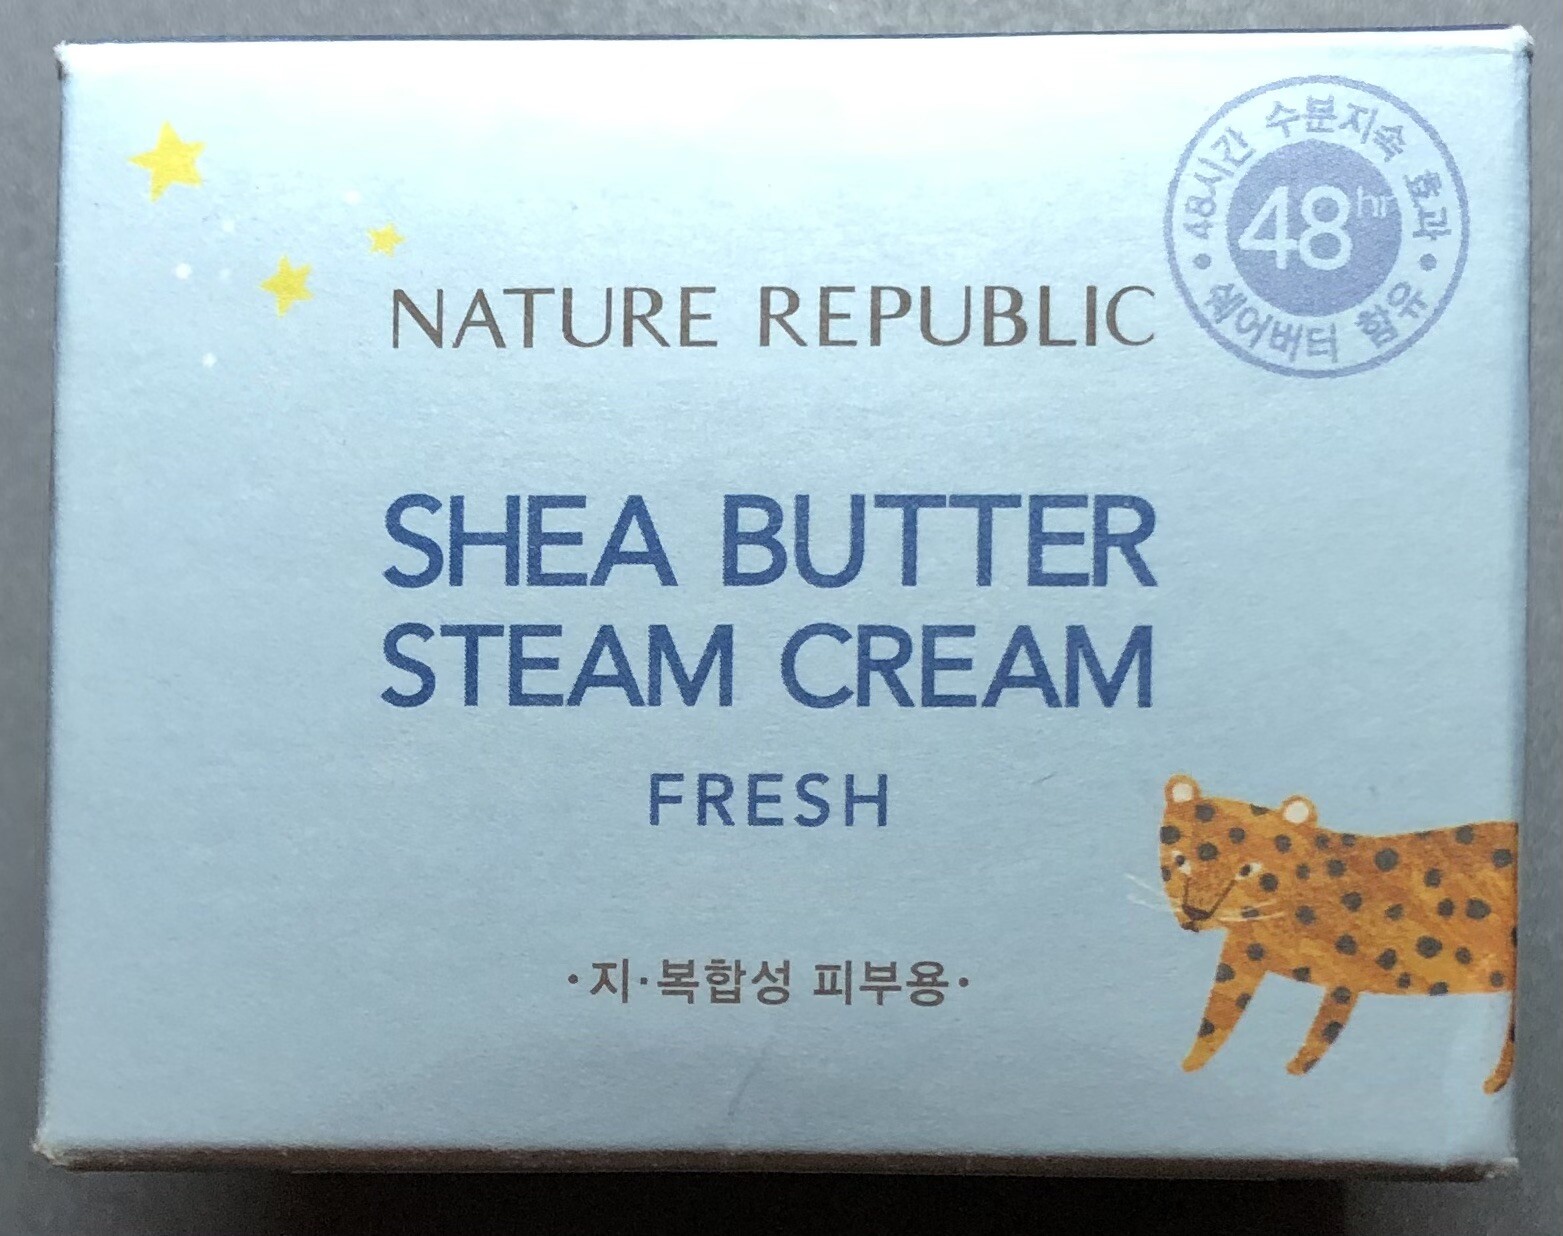 NATURE REPUBLIC
48시간 수분지속 효과
48hr
쉐어버터 함유
SHEA BUTTER
STEAM CREAM
FRESH
·지·복합성 피부용·